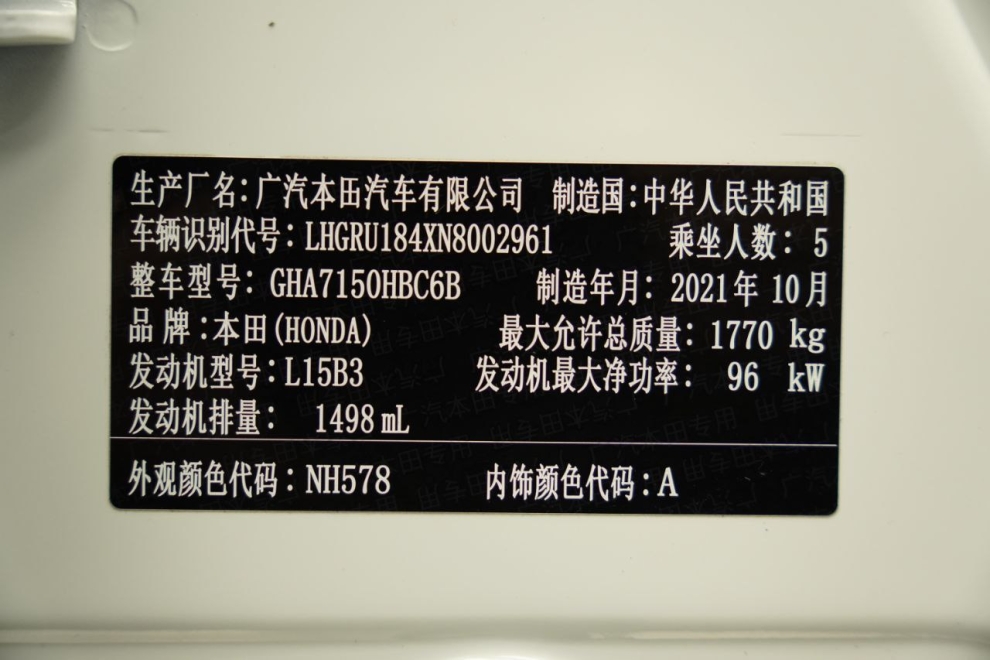 生产厂名：广汽本田汽车有限公司 制造国：中华人民共和国
车辆识别代号：LHGRU184XN8002961 乘坐人数：5
整车型号：GHA7150HBC6B 制造年月：2021年10月
品牌：本田(HONDA) 最大允许总质量：1770 kg
发动机型号：L15B3 发动机最大净功率：96 kW
发动机排量：1498 mL
外观颜色代码：NH578 内饰颜色代码：A